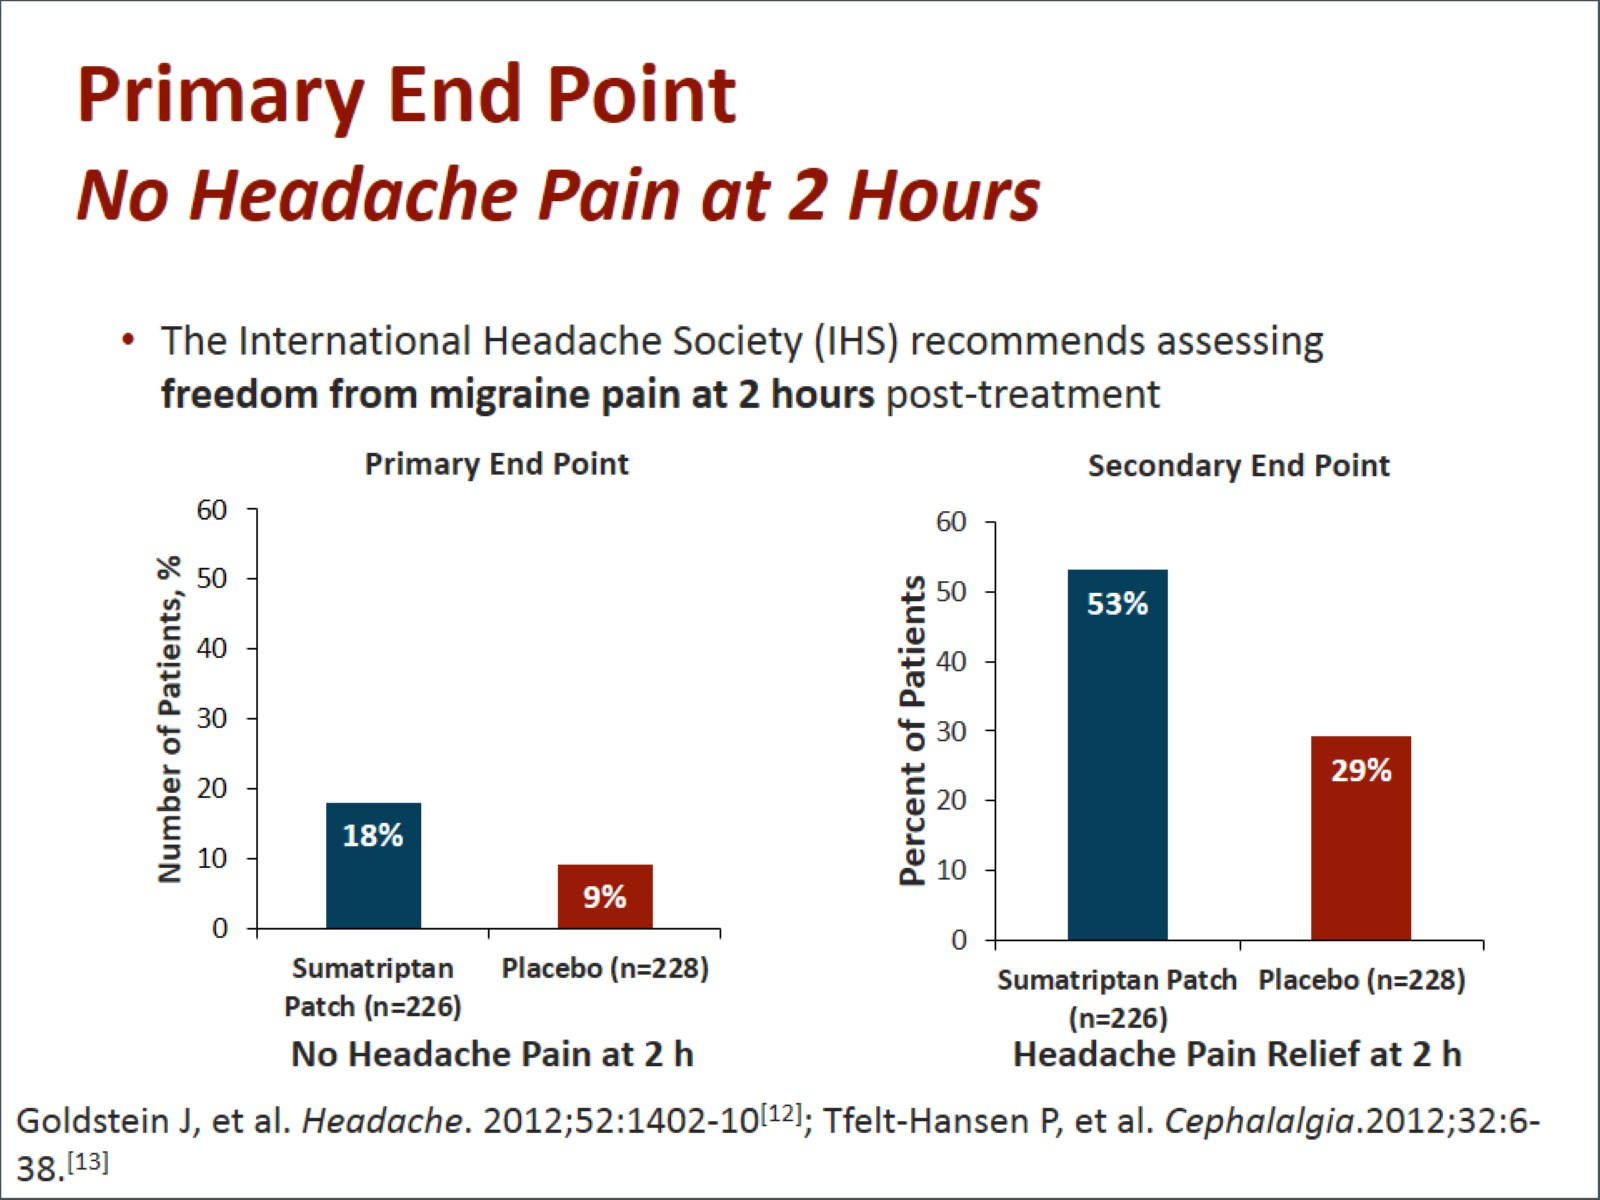 Primary End Point
No Headache Pain at 2 Hours
• The International Headache Society (IHS) recommends assessing
freedom from migraine pain at 2 hours post-treatment
Primary End Point
Number of Patients, %
60
50
40
30
20
10
0
18%
9%
Sumatriptan
Patch (n=226)
Placebo (n=228)
No Headache Pain at 2 h
Secondary End Point
Percent of Patients
60
50
40
30
20
10
0
53%
29%
Sumatriptan Patch
(n=226)
Placebo (n=228)
Headache Pain Relief at 2 h
Goldstein J, et al. Headache. 2012;52:1402-10[12]; Tfelt-Hansen P, et al. Cephalalgia.2012;32:6-
38.[13]